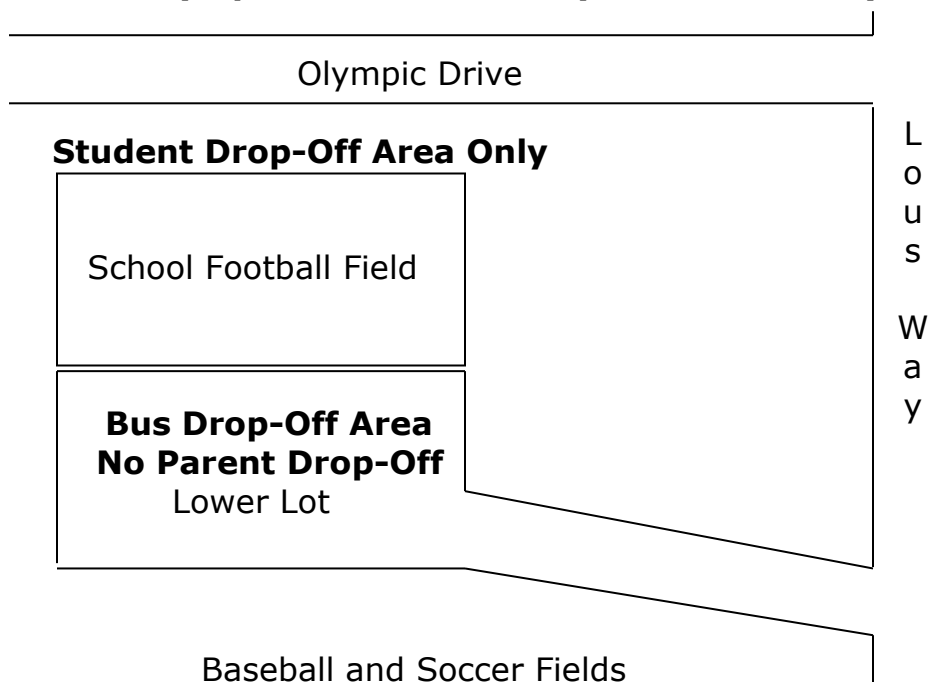 Olympic Drive
Student Drop-Off Area Only
School Football Field
Bus Drop-Off Area
No Parent Drop-Off
Lower Lot
Baseball and Soccer Fields
Lous Way